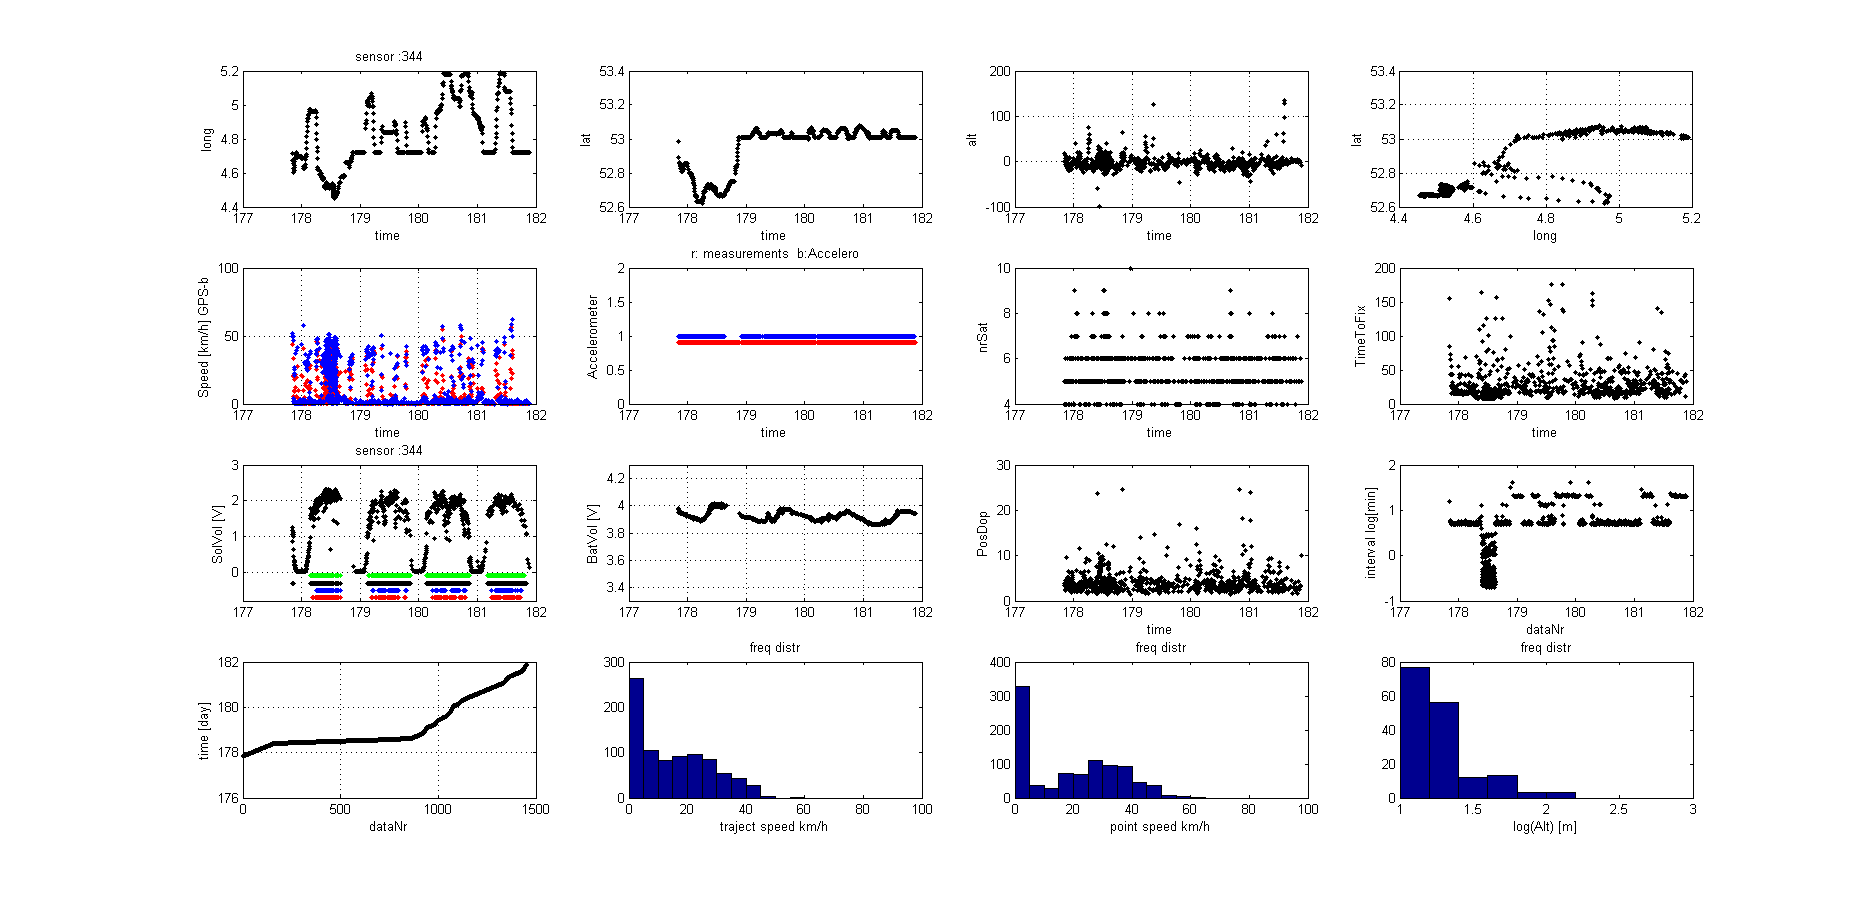 sensor :344
5.2
5
4.8
4.6
4.4
long
177 178 179 180 181 182
time
53.4
53.2
53
52.8
52.6
lat
177 178 179 180 181 182
time
200
100
0
-100
alt
177 178 179 180 181 182
time
53.4
53.2
53
52.8
52.6
lat
4.4 4.6 4.8 5 5.2
long
100
50
0
Speed [km/h] GPS-b
177 178 179 180 181 182
time
r: measurements b:Accelero
2
1.5
1
0.5
0
Accelerometer
177 178 179 180 181 182
time
10
8
6
4
nrSat
177 178 179 180 181 182
time
200
150
100
50
0
TimeToFix
177 178 179 180 181 182
time
sensor :344
3
2
1
0
SolVol [V]
177 178 179 180 181 182
4.2
4
3.8
3.6
3.4
BatVol [V]
177 178 179 180 181 182
30
20
10
0
PosDop
177 178 179 180 181 182
time
2
1
0
-1
interval log[min]
177 178 179 180 181 182
dataNr
182
180
178
176
time [day]
0 500 1000 1500
dataNr
freq distr
300
200
100
0
0 20 40 60 80 100
traject speed km/h
freq distr
400
300
200
100
0
0 20 40 60 80 100
point speed km/h
freq distr
80
60
40
20
0
1 1.5 2 2.5 3
log(Alt) [m]